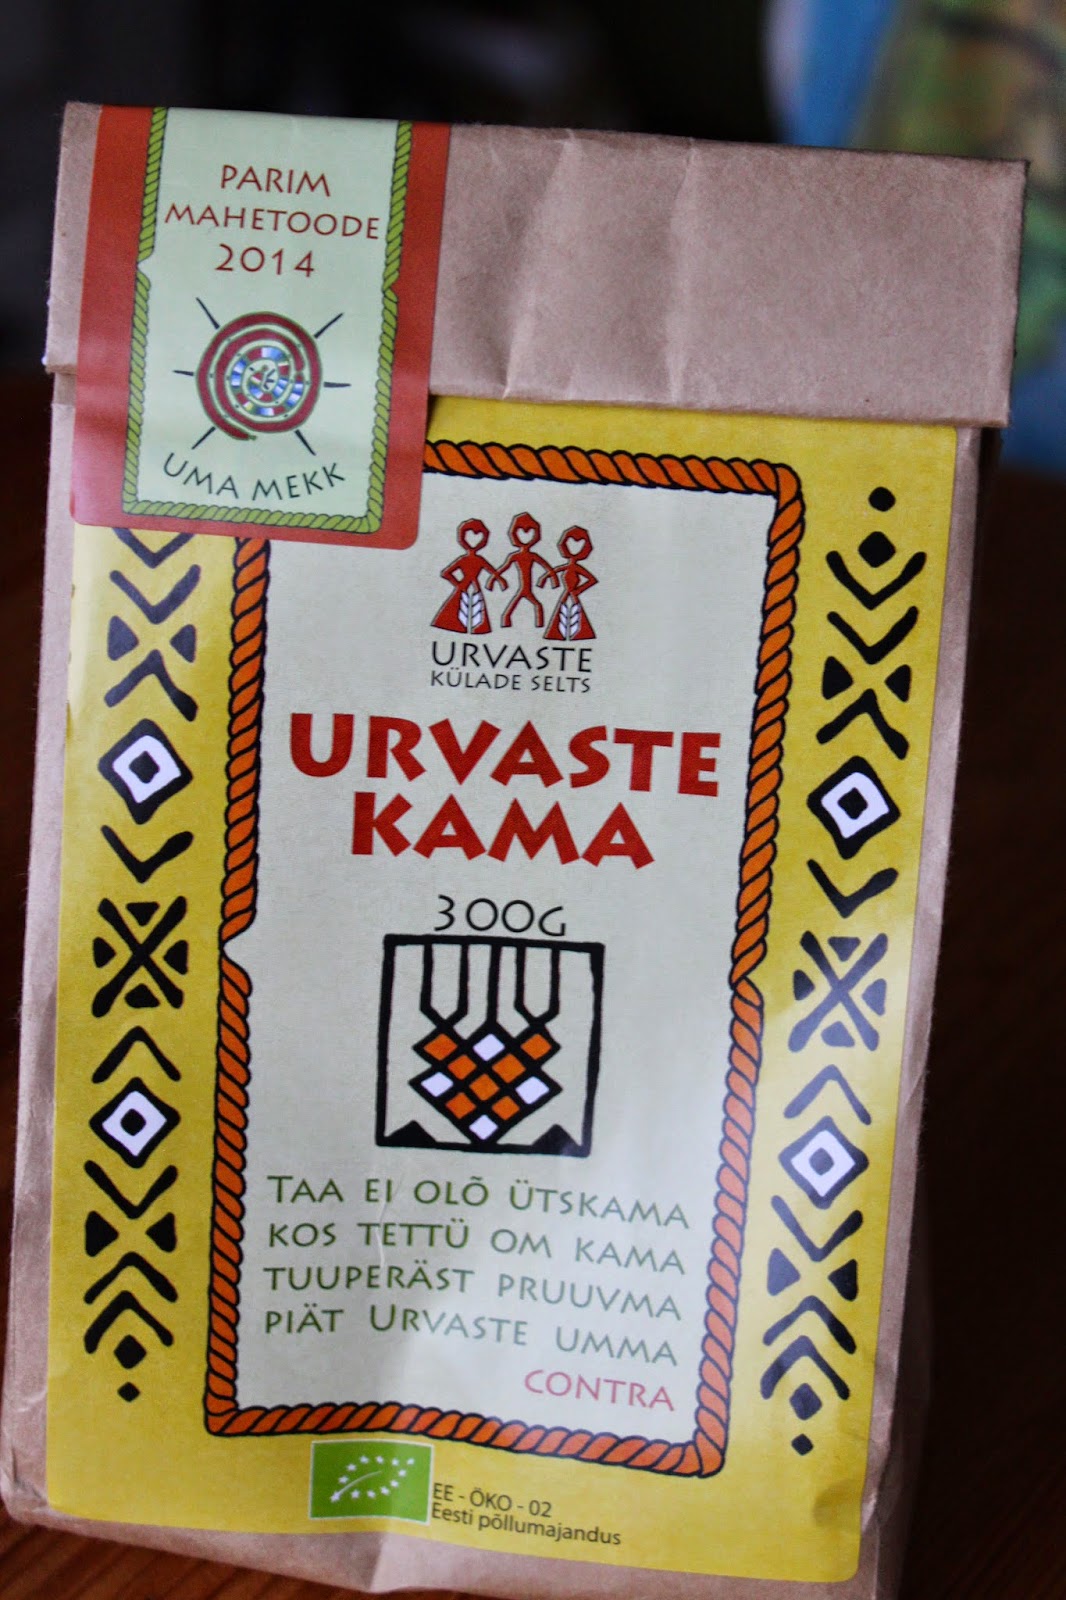 PARIM
MAHETOODE
2014
UMA MEKK
URVASTE
KÜLADE SELTS
URVASTE
KAMA
300G
TAA EI OLÕ ÜTSKAMA
KOS TETTÜ OM KAMA
TUUPERÄST PRUUVMA
PIÄT URVASTE UMMA
CONTRA
EE - ÖKO - 02
Eesti põllumajandus